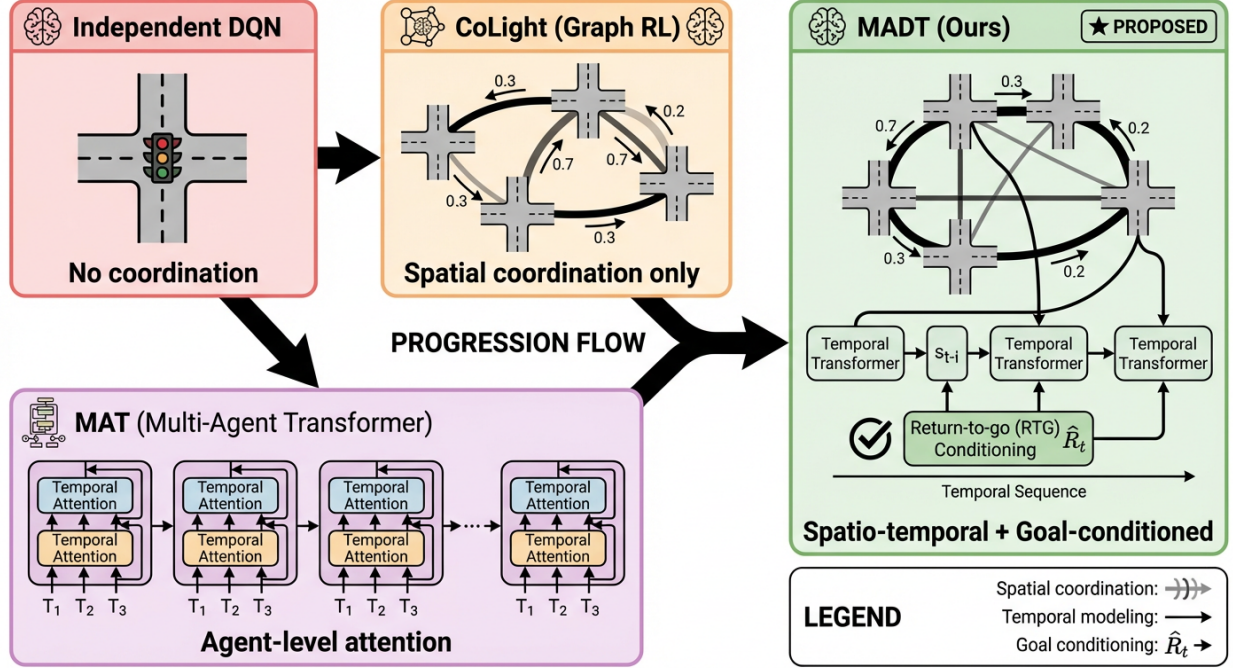 Independent DQN
No coordination
CoLight (Graph RL)
0.3
0.2
0.7
0.7
0.3
0.3
Spatial coordination only
MADT (Ours)
★ PROPOSED
0.3
0.7
0.2
0.3
0.2
Temporal
Transformer
S_{t-i}
Temporal
Transformer
Temporal
Transformer
Return-to-go (RTG)
Conditioning
R̂_t
Temporal Sequence
Spatio-temporal + Goal-conditioned
PROGRESSION FLOW
MAT (Multi-Agent Transformer)
Temporal
Attention
Temporal
Attention
T₁ T₂ T₃
Temporal
Attention
Temporal
Attention
T₁ T₂ T₃
Temporal
Attention
Temporal
Attention
T₁ T₂ T₃
...
Temporal
Attention
Temporal
Attention
T₁ T₂ T₃
Agent-level attention
LEGEND
Spatial coordination:
Temporal modeling:
Goal conditioning: R̂_t